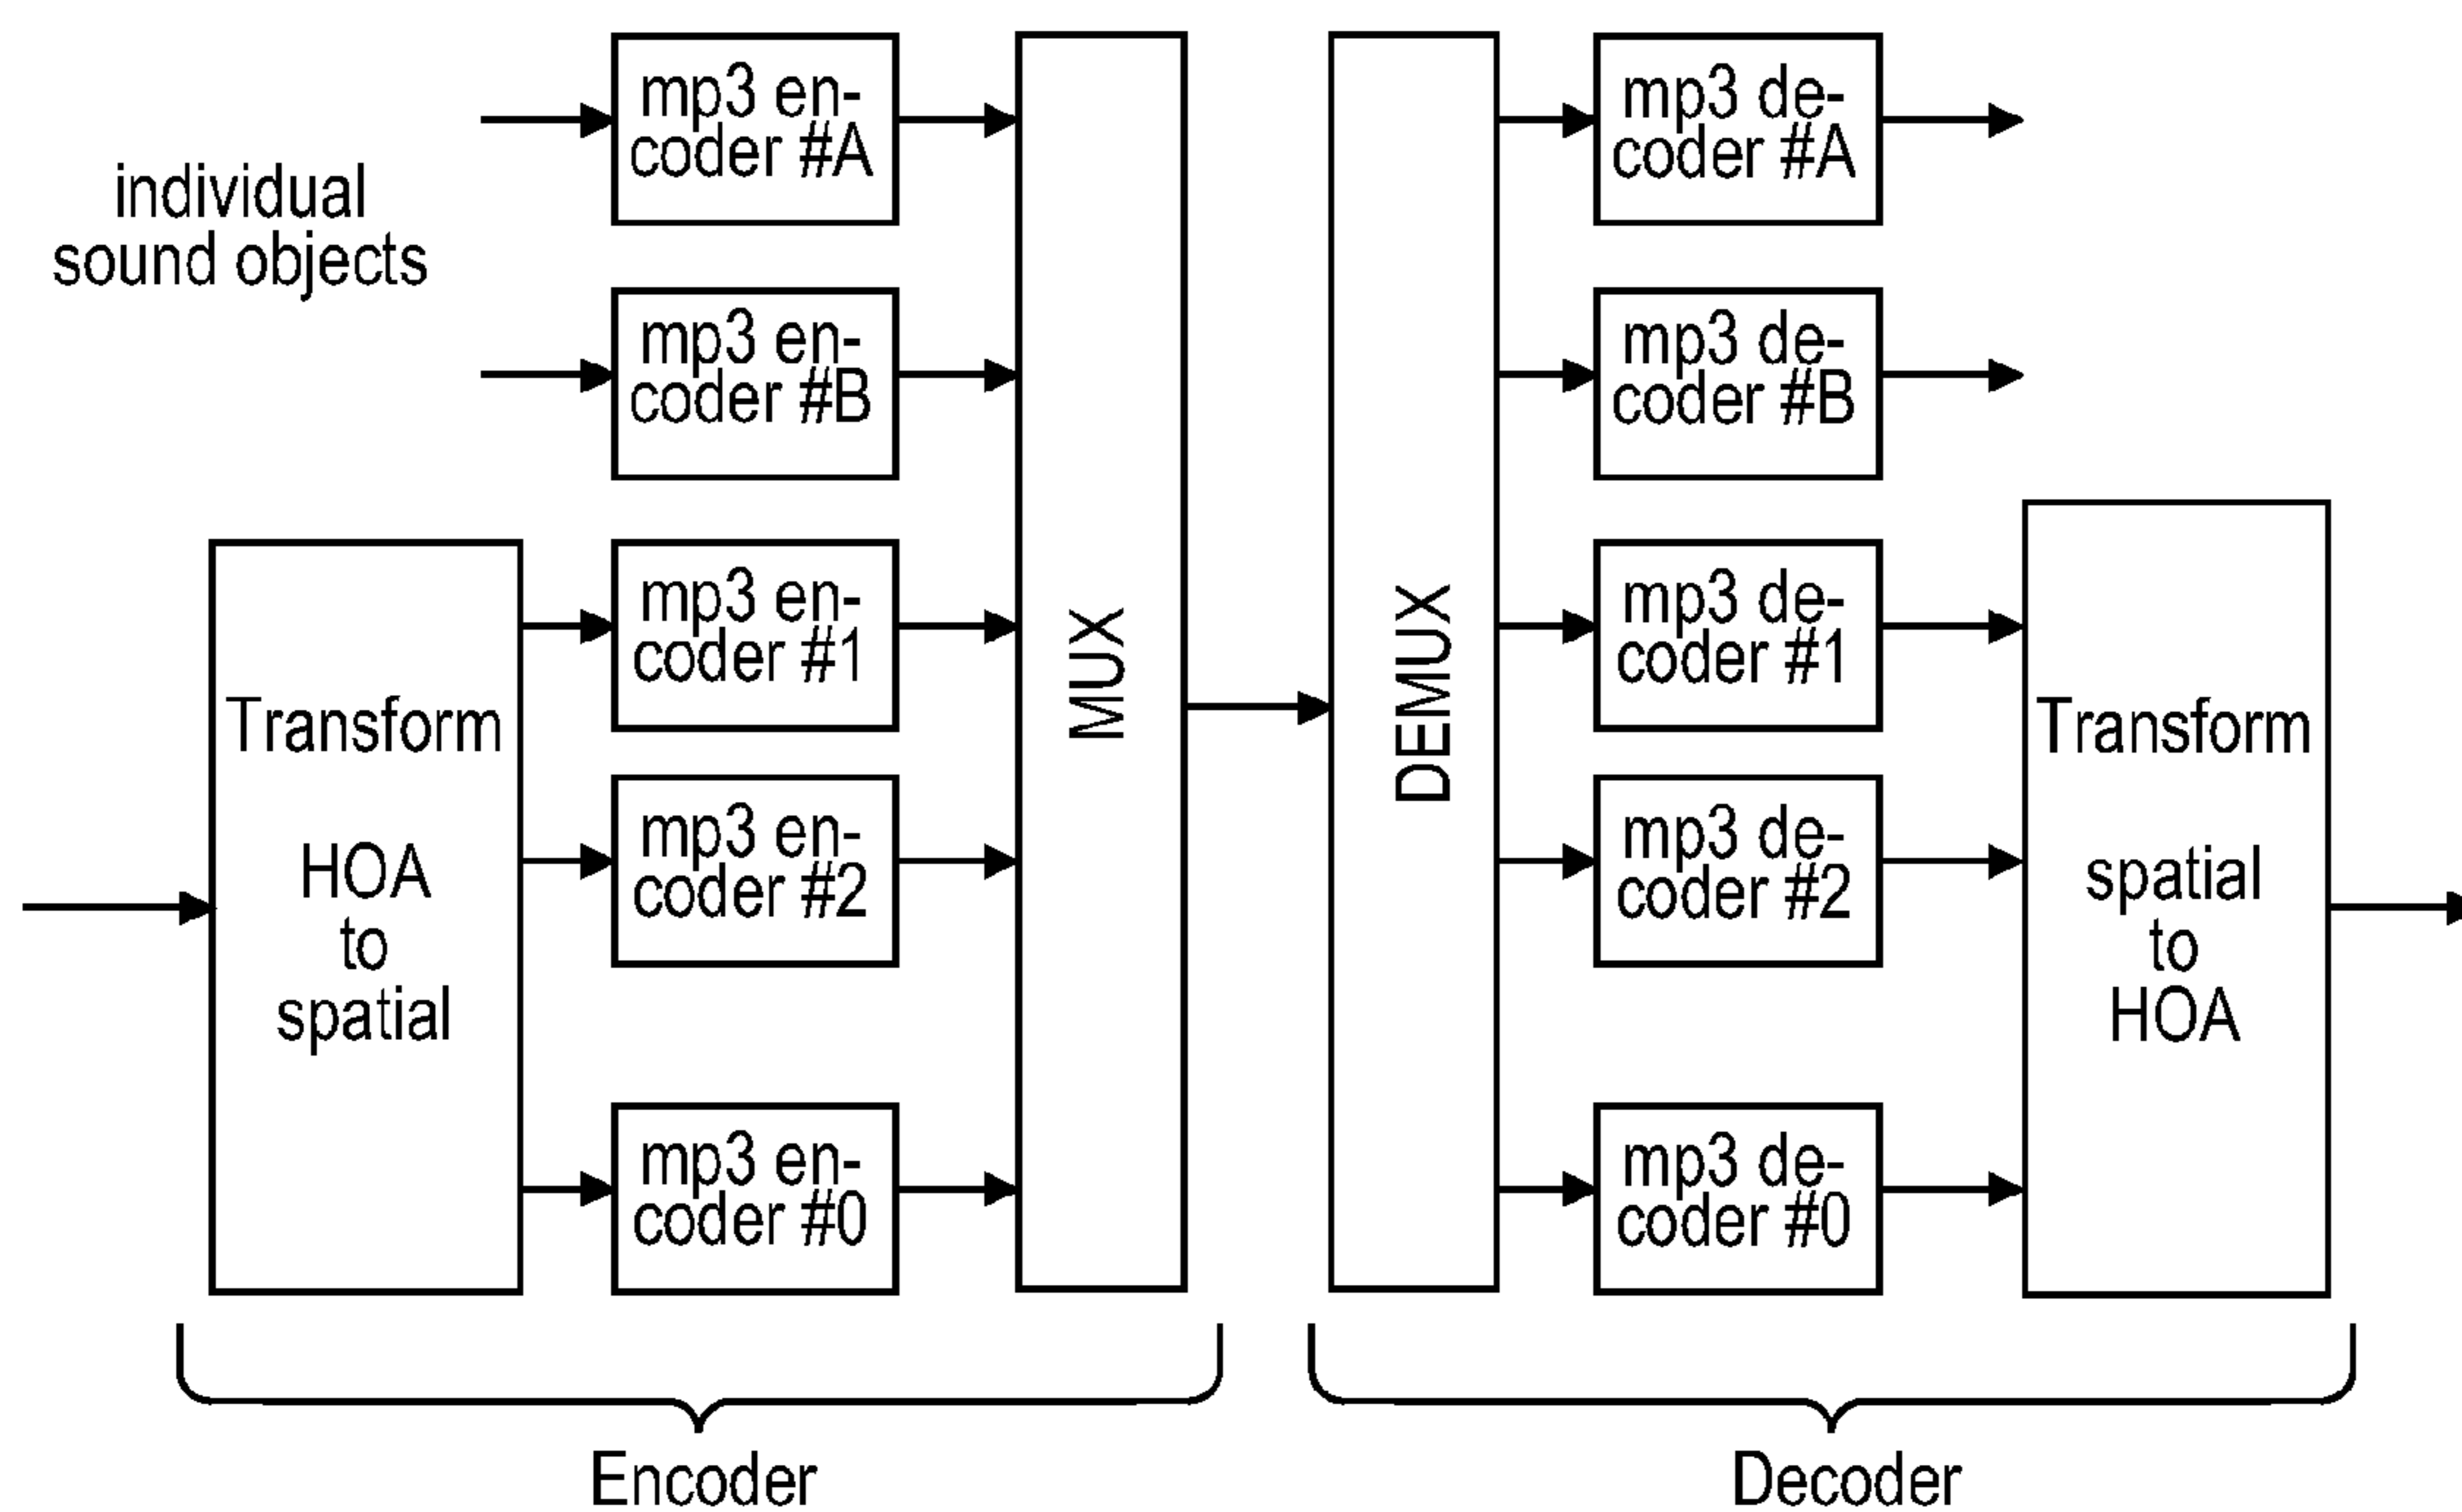 individual
sound objects
mp3 en-
coder #A
mp3 en-
coder #B
Transform
HOA
to
spatial
mp3 en-
coder #1
mp3 en-
coder #2
mp3 en-
coder #0
MUX
DEMUX
mp3 de-
coder #A
mp3 de-
coder #B
mp3 de-
coder #1
mp3 de-
coder #2
mp3 de-
coder #0
Transform
spatial
to
HOA
Encoder
Decoder